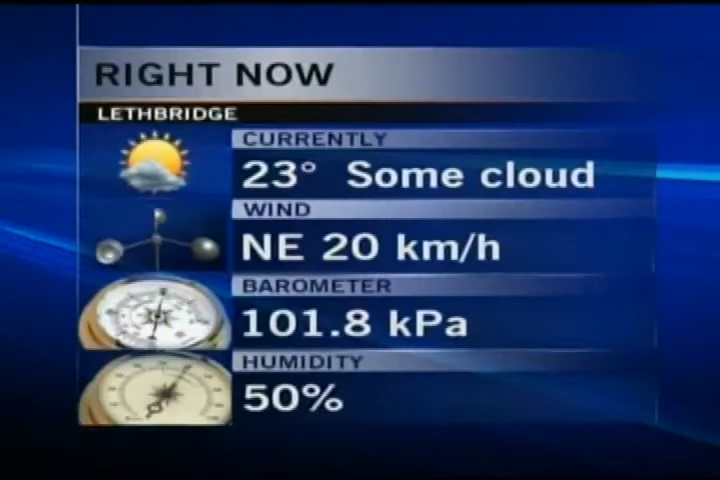 RIGHT NOW
LETHBRIDGE
CURRENTLY
23° Some cloud
WIND
NE 20 km/h
BAROMETER
101.8 kPa
HUMIDITY
50%